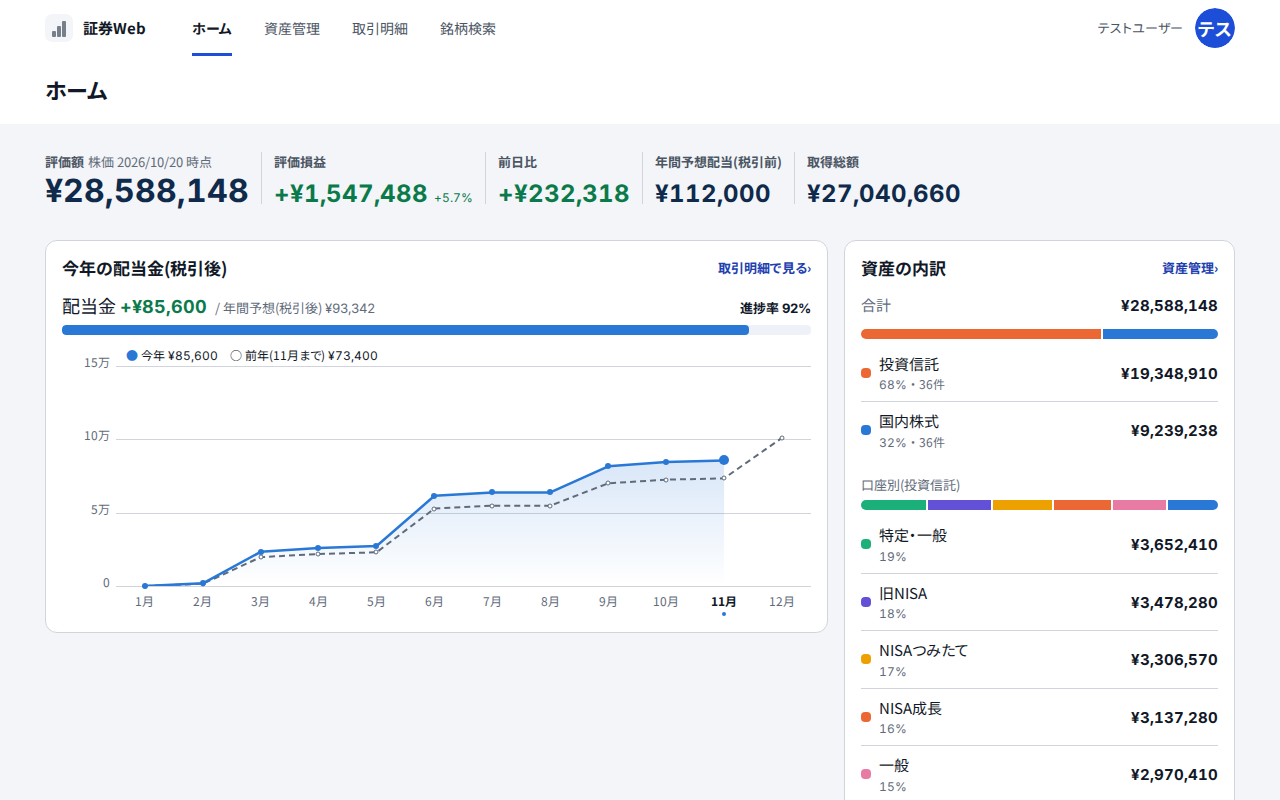 証券Web
ホーム
資産管理
取引明細
銘柄検索
テストユーザー
テス
ホーム
評価額 株価 2026/10/20 時点
¥28,588,148
評価損益
+¥1,547,488 +5.7%
前日比
+¥232,318
年間予想配当(税引前)
¥112,000
取得総額
¥27,040,660
今年の配当金(税引後)
取引明細で見る›
配当金 +¥85,600 / 年間予想(税引後) ¥93,342
進捗率 92%
今年 ¥85,600
前年(11月まで) ¥73,400
15万
10万
5万
0
1月
2月
3月
4月
5月
6月
7月
8月
9月
10月
11月
12月
資産の内訳
資産管理›
合計
¥28,588,148
投資信託
68%・36件
¥19,348,910
国内株式
32%・36件
¥9,239,238
口座別(投資信託)
特定・一般
19%
¥3,652,410
旧NISA
18%
¥3,478,280
NISAつみたて
17%
¥3,306,570
NISA成長
16%
¥3,137,280
一般
15%
¥2,970,410